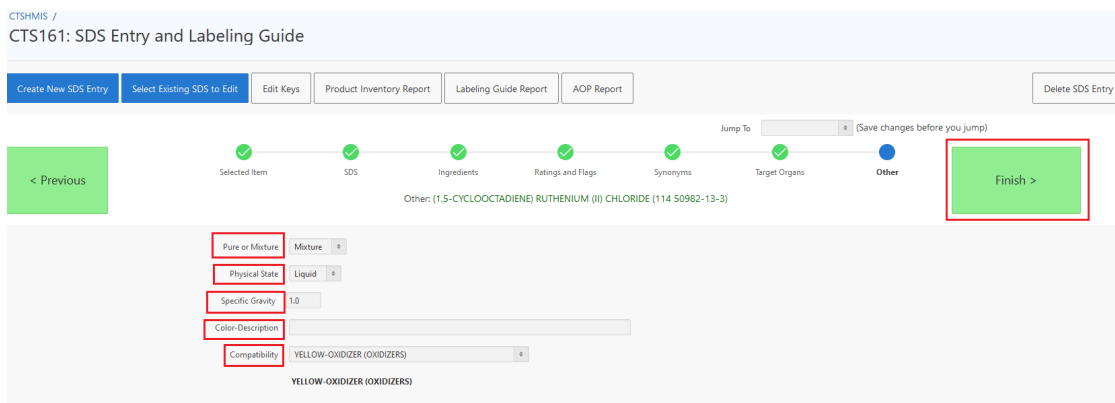 CTSHMIS /
CTS161: SDS Entry and Labeling Guide
Create New SDS Entry Select Existing SDS to Edit Edit Keys Product Inventory Report Labeling Guide Report AOP Report Delete SDS Entry
Jump To (Save changes before you jump)
< Previous
Selected Item SDS Ingredients Ratings and Flags Synonyms Target Organs Other
Finish >
Other: (1,5-CYCLOOCTADIENE) RUTHENIUM (II) CHLORIDE (114 50982-13-3)
Pure or Mixture Mixture
Physical State Liquid
Specific Gravity 1.0
Color-Description
Compatibility YELLOW-OXIDIZER (OXIDIZERS)
YELLOW-OXIDIZER (OXIDIZERS)